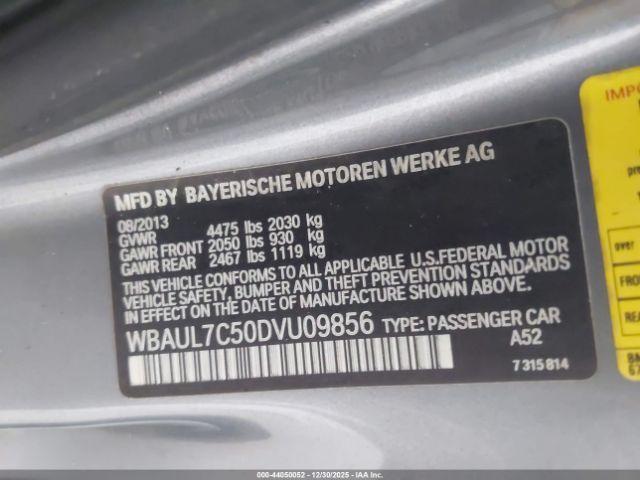 MFD BY BAYERISCHE MOTOREN WERKE AG
08/2013
GVWR 4475 lbs 2030 kg
GAWR FRONT 2050 lbs 930 kg
GAWR REAR 2467 lbs 1119 kg
THIS VEHICLE CONFORMS TO ALL APPLICABLE U.S.FEDERAL MOTOR
VEHICLE SAFETY, BUMPER AND THEFT PREVENTION STANDARDS
IN EFFECT ON THE DATE OF MANUFACTURE SHOWN ABOVE.
WBAUL7C50DVU09856 TYPE: PASSENGER CAR
A52
7 315 814
over
000-44050052 - 12/30/2025 - IAAI.COM